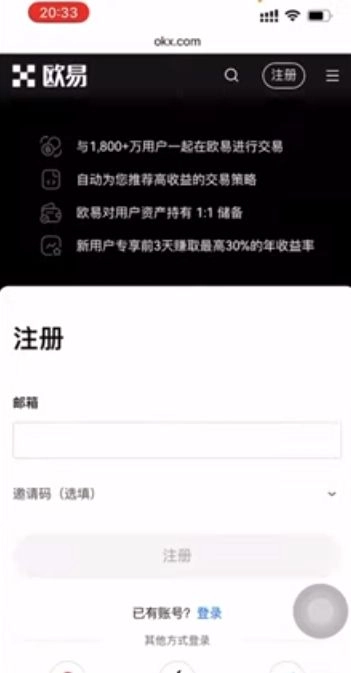 20:33
okx.com
欧易
注册
与1,800+万用户一起在欧易进行交易
自动为您推荐高收益的交易策略
欧易对用户资产持有 1:1 储备
新用户专享前3天赚取最高30%的年收益率
注册
邮箱
邀请码（选填）
注册
已有账号？登录
其他方式登录